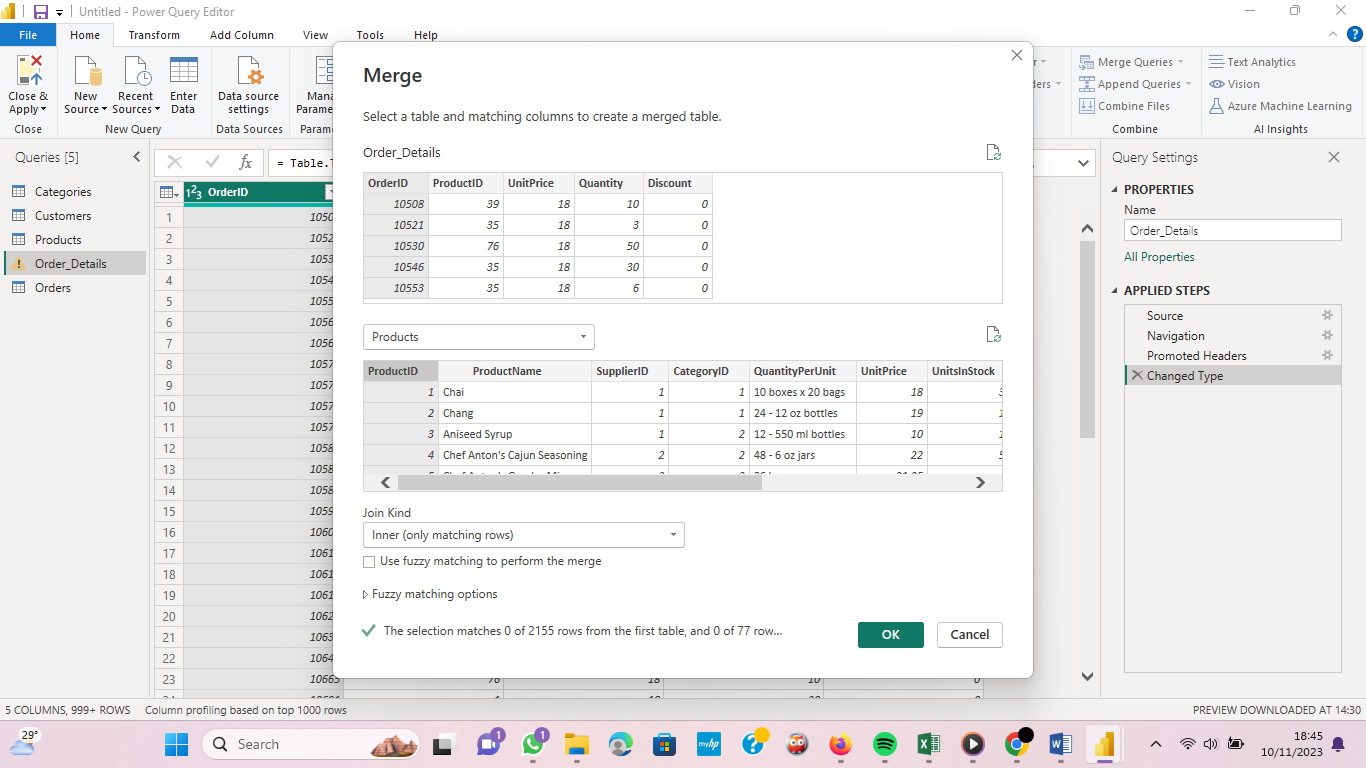 Untitled - Power Query Editor
File Home Transform Add Column View Tools Help
Close & Apply
Close
New Source
Recent Sources
Enter Data
New Query
Data source settings
Data Sources
Mana
Parame
Param
Merge Queries
Append Queries
Combine Files
Combine
Text Analytics
Vision
Azure Machine Learning
AI Insights
Queries [5]
Categories
Customers
Products
Order_Details
Orders
fx
= Table.T
1²3 OrderID
1 1050
2 1052
3 1053
4 1054
5 1055
6 1056
7 1056
8 1057
9 1057
10 1057
11 1057
12 1058
13 1058
14 1058
15 1059
16 1060
17 1061
18 1061
19 1061
20 1062
21 1063
22 1064
23 10665 76 18 10 0
Merge
Select a table and matching columns to create a merged table.
Order_Details
OrderID ProductID UnitPrice Quantity Discount
10508 39 18 10 0
10521 35 18 3 0
10530 76 18 50 0
10546 35 18 30 0
10553 35 18 6 0
Products
ProductID ProductName SupplierID CategoryID QuantityPerUnit UnitPrice UnitsInStock
1 Chai 1 1 10 boxes x 20 bags 18
2 Chang 1 1 24 - 12 oz bottles 19
3 Aniseed Syrup 1 2 12 - 550 ml bottles 10
4 Chef Anton's Cajun Seasoning 2 2 48 - 6 oz jars 22
Join Kind
Inner (only matching rows)
Use fuzzy matching to perform the merge
Fuzzy matching options
The selection matches 0 of 2155 rows from the first table, and 0 of 77 row...
OK Cancel
Query Settings
PROPERTIES
Name
Order_Details
All Properties
APPLIED STEPS
Source
Navigation
Promoted Headers
Changed Type
5 COLUMNS, 999+ ROWS Column profiling based on top 1000 rows
PREVIEW DOWNLOADED AT 14:30
29°
Search
1
1
myhp
18:45
10/11/2023